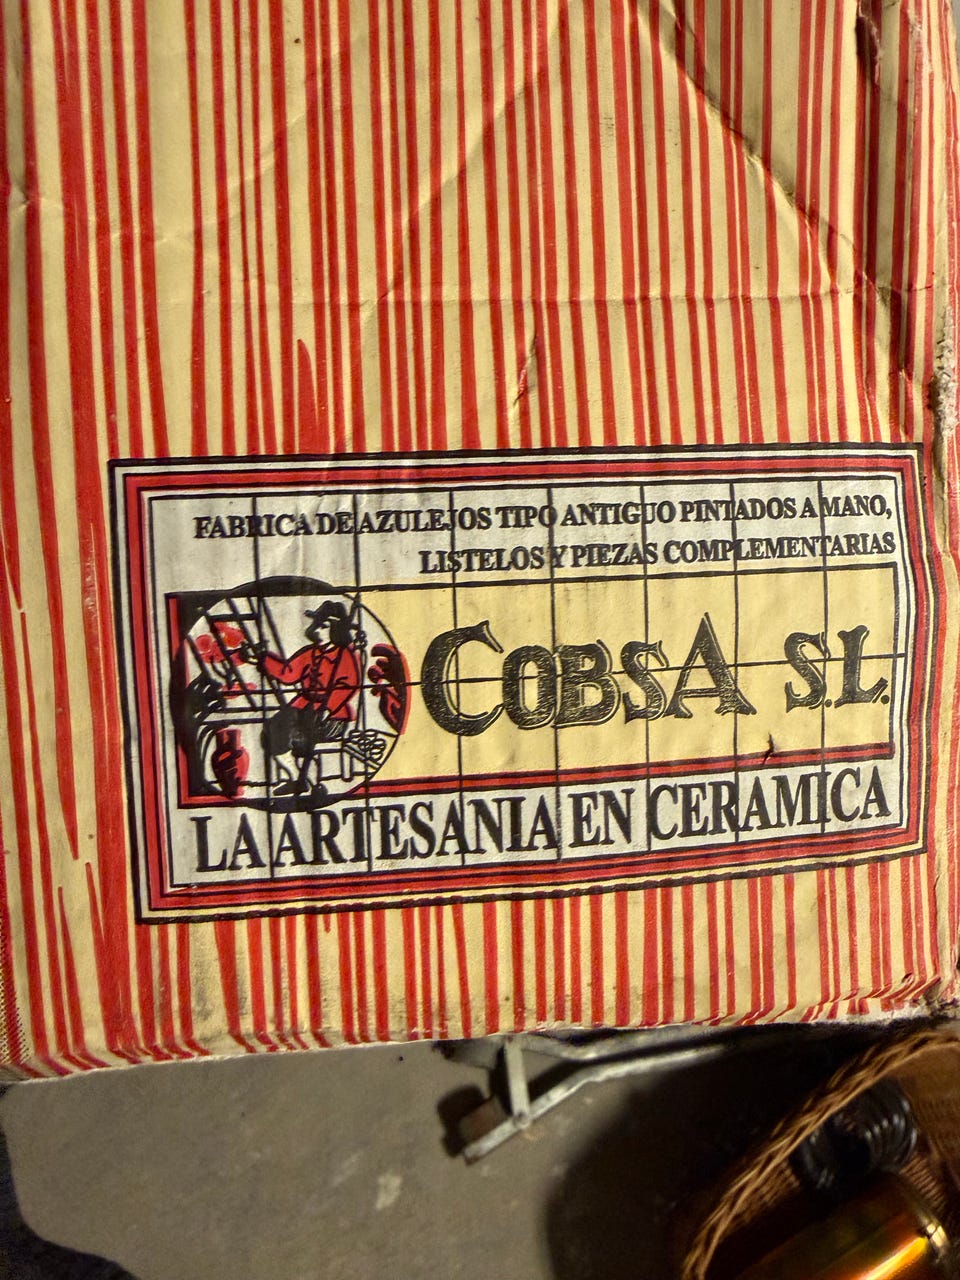 FABRICA DE AZULEJOS TIPO ANTIGUO PINTADOS A MANO,
LISTELOS Y PIEZAS COMPLEMENTARIAS
COBSA S.L.
LA ARTESANIA EN CERAMICA